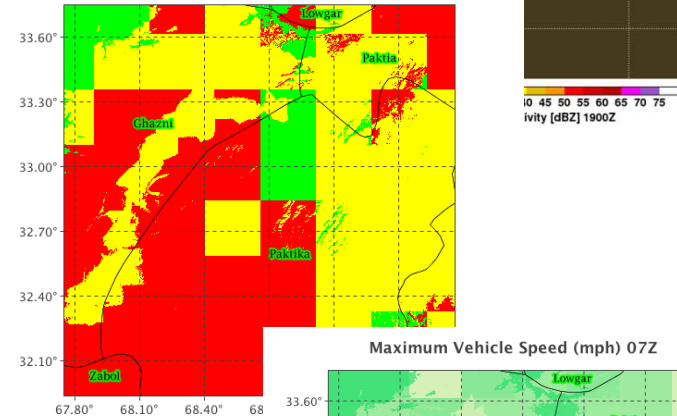 Lowgar
33.60°
Paktia
33.30°
Ghazni
33.00°
32.70°
Paktika
32.40°
32.10°
Zabol
67.80° 68.10° 68.40° 68
45 50 55 60 65 70 75
ivity [dBZ] 1900Z
Maximum Vehicle Speed (mph) 07Z
Lowgar
33.60°